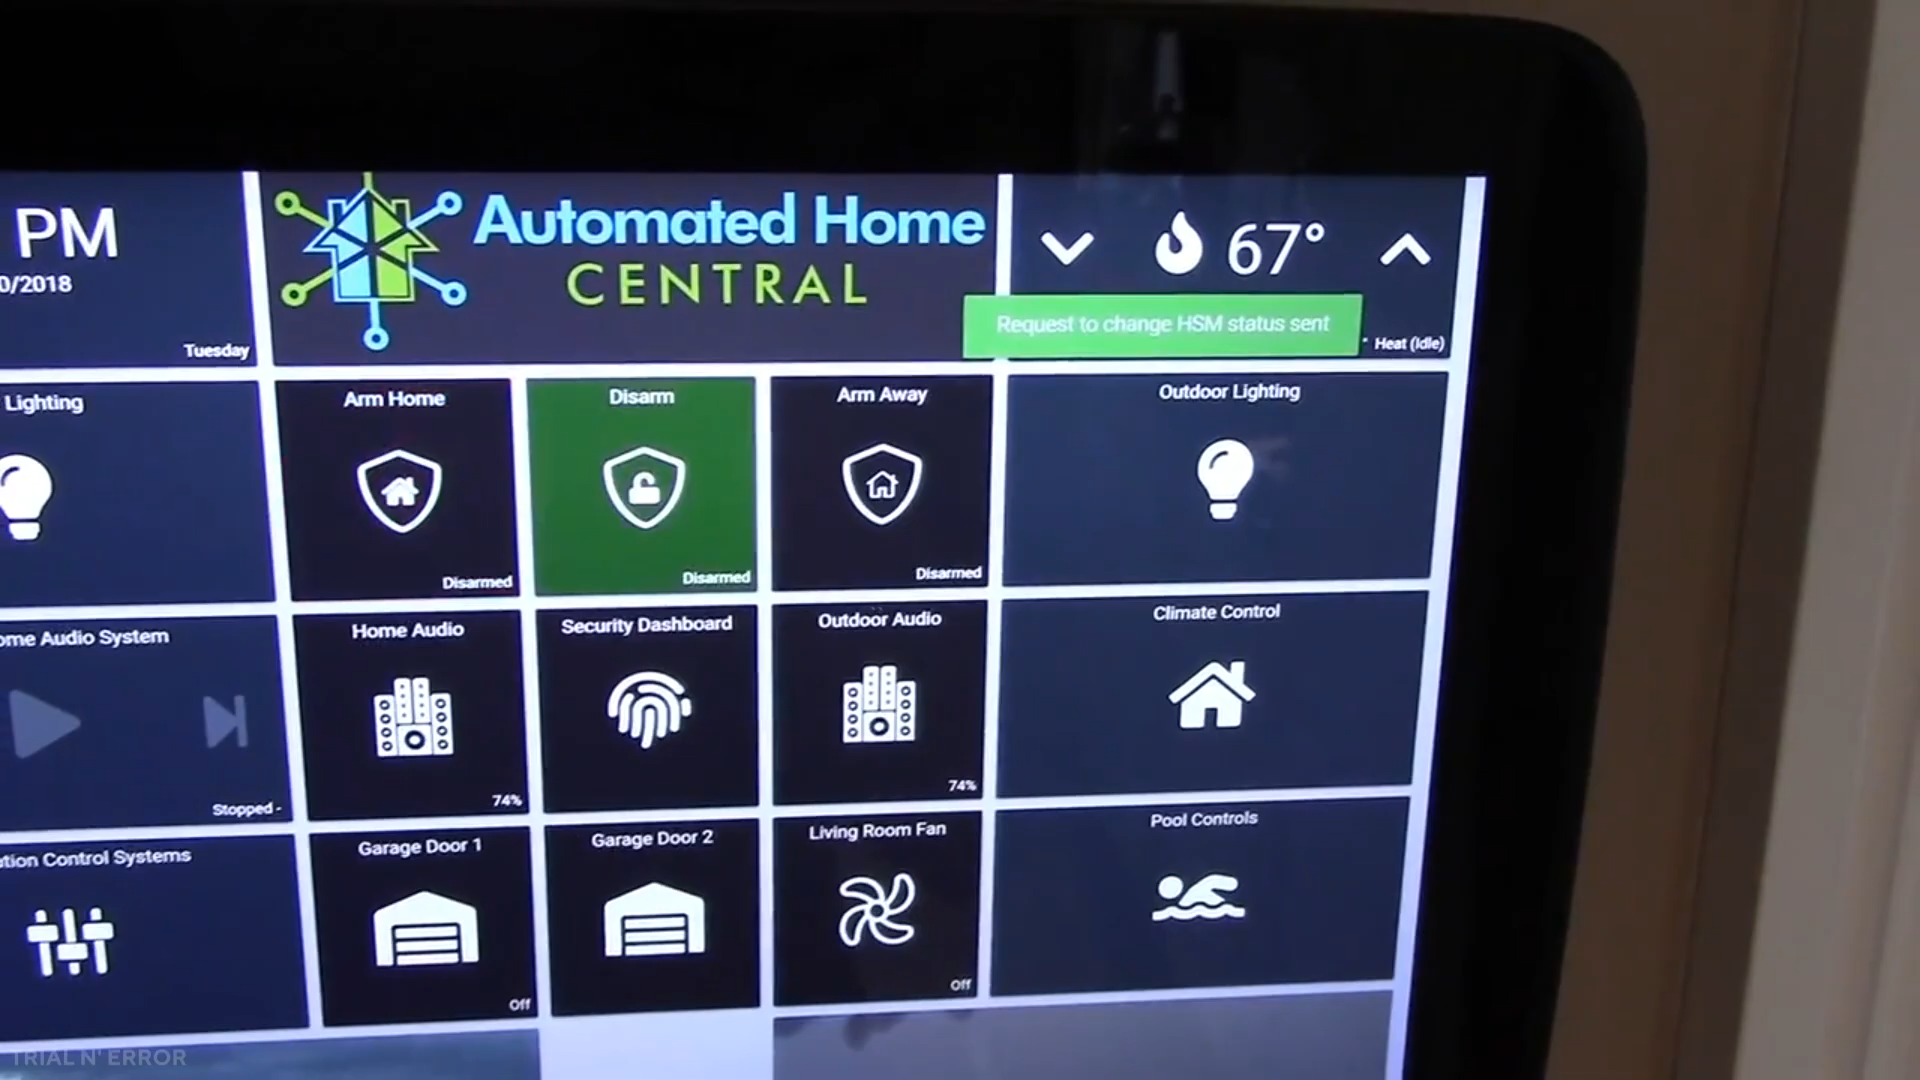 PM
0/2018
Tuesday
Automated Home
CENTRAL
67°
Request to change HSM status sent
Heat (Idle)
Lighting
Arm Home
Disarmed
Disarm
Disarmed
Arm Away
Disarmed
Outdoor Lighting
ome Audio System
Stopped -
Home Audio
74%
Security Dashboard
Outdoor Audio
74%
Climate Control
tion Control Systems
Garage Door 1
Off
Garage Door 2
Living Room Fan
Off
Pool Controls
TRIAL N' ERROR